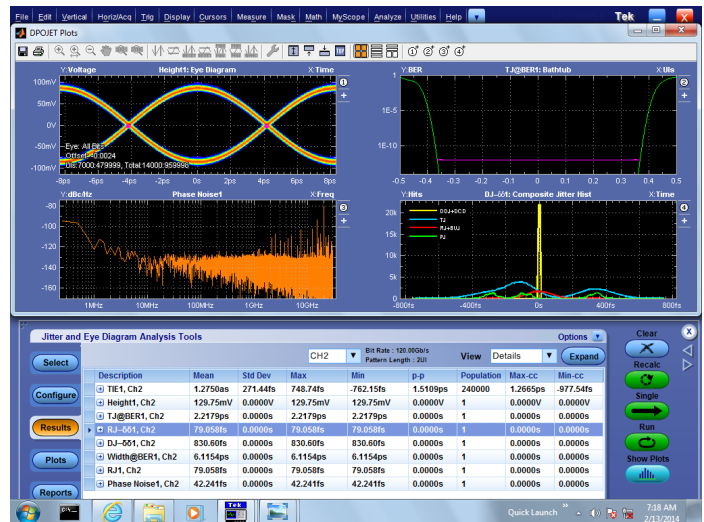 File Edit Vertical Horiz/Acq Trig Display Cursors Measure Mask Math MyScope Analyze Utilities Help Tek
DPOJET Plots
Y:Voltage Height1: Eye Diagram X:Time
100mV
50mV
0V
-50mV
-100mV
Eye: All Bits
Offset: -0.0024
UIs:7000:479999, Total:14000:959998
-8ps -6ps -4ps -2ps 0s 2ps 4ps 6ps 8ps
Y:BER TJ@BER1: Bathtub X:UIs
1
1E-5
1E-10
-0.5 -0.4 -0.3 -0.2 -0.1 0.0 0.1 0.2 0.3 0.4 0.5
Y:dBc/Hz Phase Noise1 X:Freq
-80
-100
-120
-140
-160
1MHz 10MHz 100MHz 1GHz 10GHz
Y:Hits DJ–δδ1: Composite Jitter Hist X:Time
20k
15k
10k
5k
0
DDJ+DCD
TJ
RJ+BUJ
PJ
-800fs -400fs 0s 400fs 800fs
1
2
3
4
Jitter and Eye Diagram Analysis Tools Options
CH2 Bit Rate : 120.00Gb/s
Pattern Length : 2UI View Details Expand
Description Mean Std Dev Max Min p-p Population Max-cc Min-cc
TIE1, Ch2 1.2750as 271.44fs 748.74fs -762.15fs 1.5109ps 240000 1.2665ps -977.54fs
Height1, Ch2 129.75mV 0.0000V 129.75mV 129.75mV 0.0000V 1 0.0000V 0.0000V
TJ@BER1, Ch2 2.2179ps 0.0000s 2.2179ps 2.2179ps 0.0000s 1 0.0000s 0.0000s
RJ–δδ1, Ch2 79.058fs 0.0000s 79.058fs 79.058fs 0.0000s 1 0.0000s 0.0000s
DJ–δδ1, Ch2 830.60fs 0.0000s 830.60fs 830.60fs 0.0000s 1 0.0000s 0.0000s
Width@BER1, Ch2 6.1154ps 0.0000s 6.1154ps 6.1154ps 0.0000s 1 0.0000s 0.0000s
RJ1, Ch2 79.058fs 0.0000s 79.058fs 79.058fs 0.0000s 1 0.0000s 0.0000s
Phase Noise1, Ch2 42.241fs 0.0000s 42.241fs 42.241fs 0.0000s 1 0.0000s 0.0000s
Select
Configure
Results
Plots
Reports
Clear
Recalc
Single
Run
Show Plots
Tek
Quick Launch
7:18 AM
2/13/2014